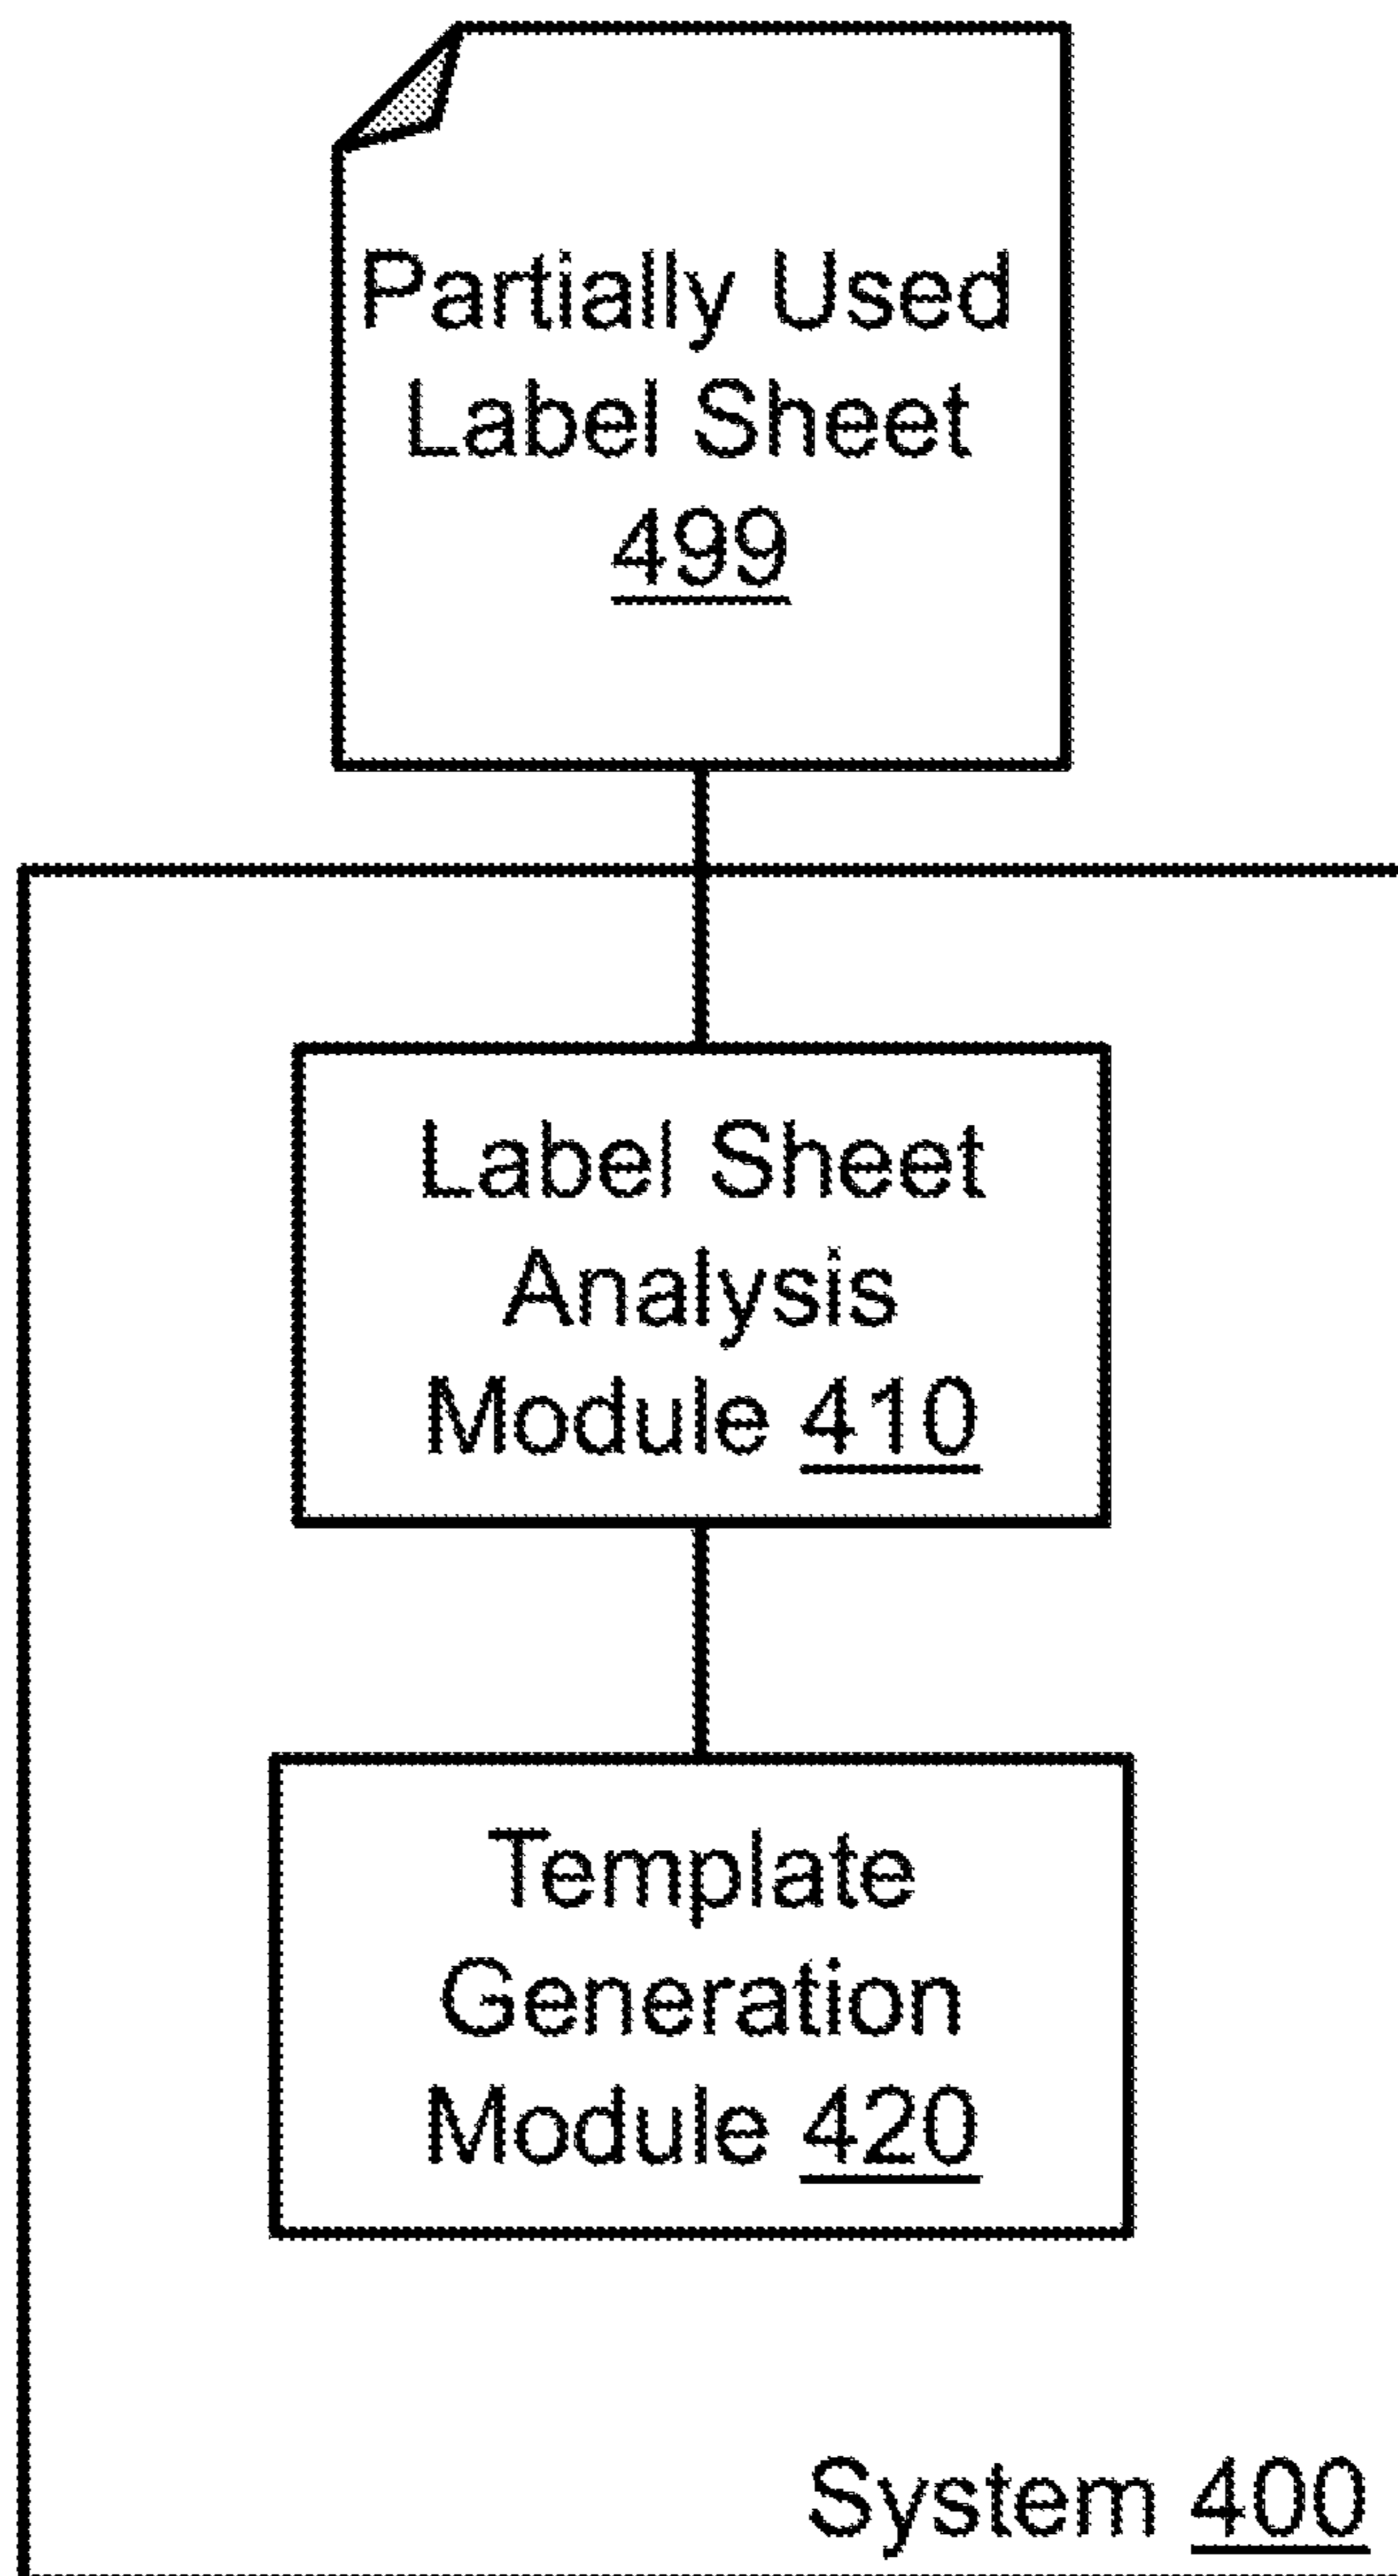 Partially Used
Label Sheet
499
Label Sheet
Analysis
Module 410
Template
Generation
Module 420
System 400